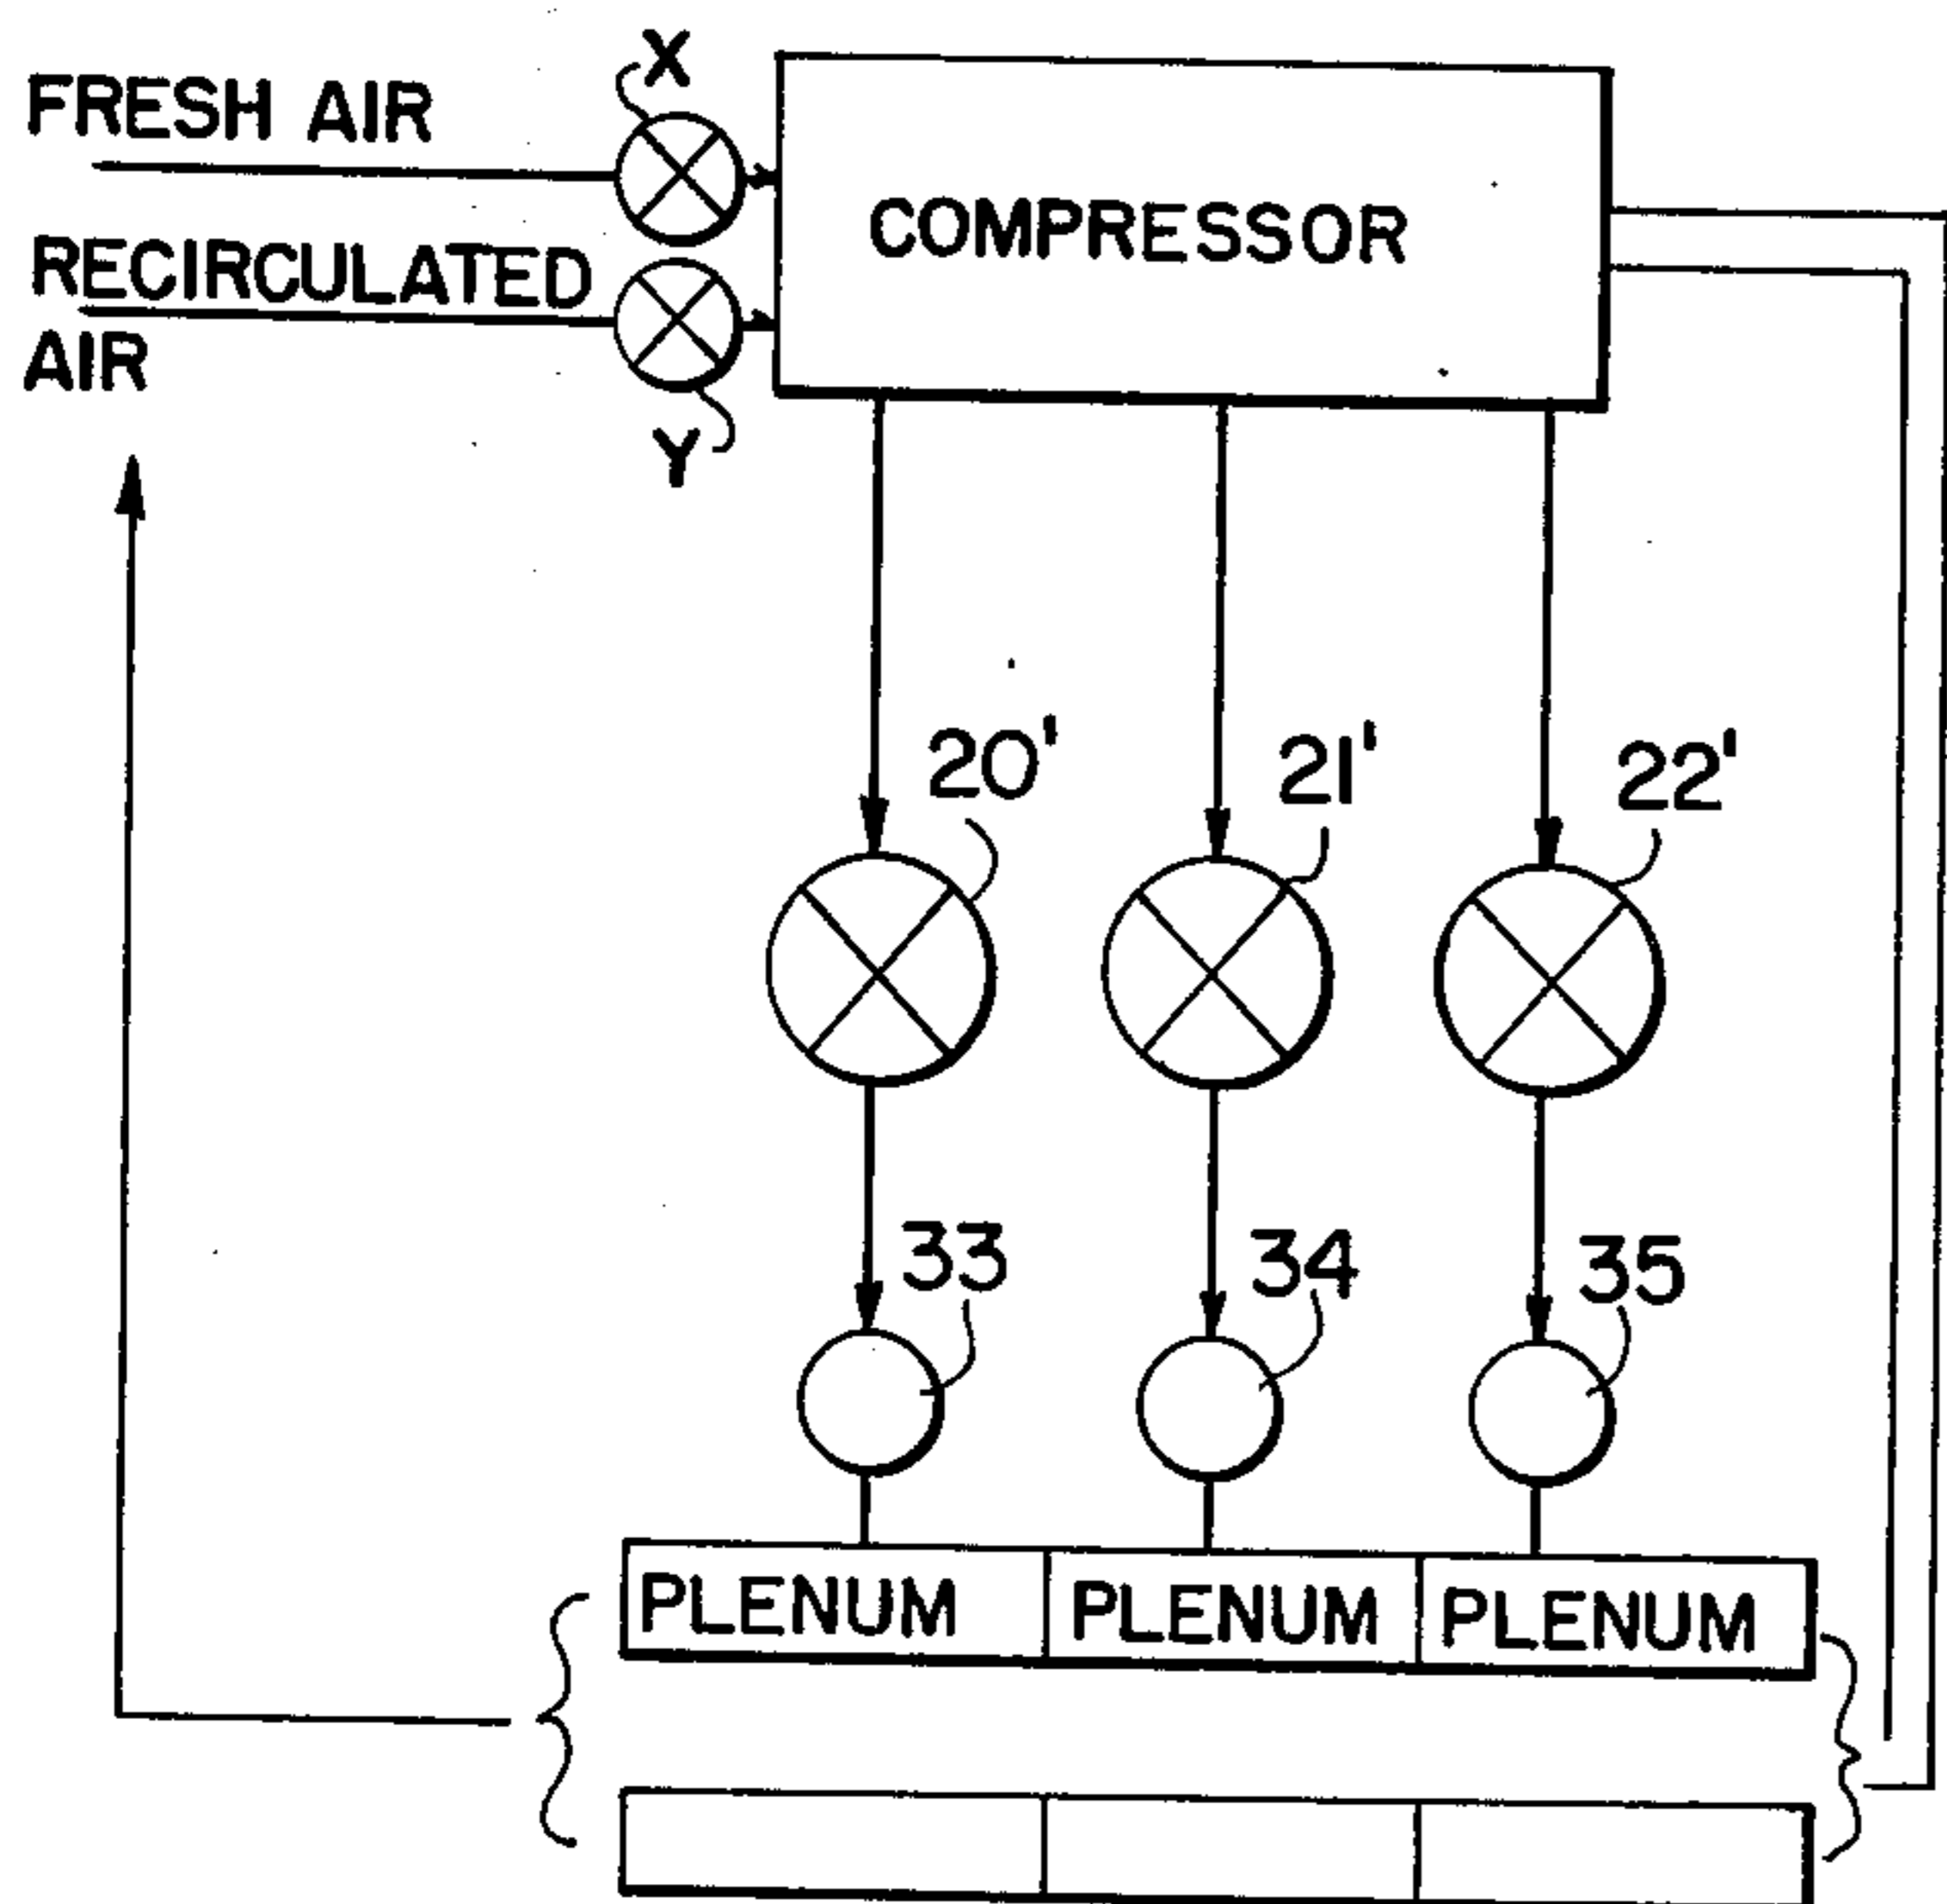 X
FRESH AIR
RECIRCULATED
AIR
COMPRESSOR
Y
20' 21' 22'
33 34 35
PLENUM PLENUM PLENUM